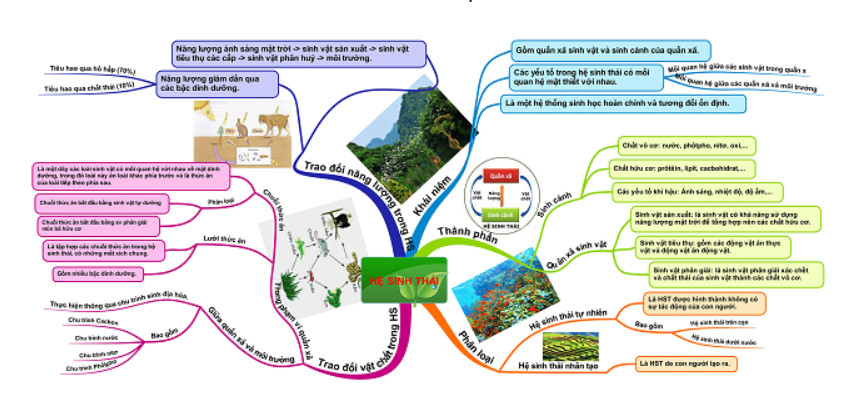 HỆ SINH THÁI
Khái niệm
Gồm quần xã sinh vật và sinh cảnh của quần xã.
Các yếu tố trong hệ sinh thái có mối
quan hệ mật thiết với nhau.
Mối quan hệ giữa các sinh vật trong quần x
quan hệ giữa các quần xã và môi trường
Là một hệ thống sinh học hoàn chỉnh và tương đối ổn định.
Thành phần
Quần xã
Vật chất
Năng lượng
Vật chất
Sinh cảnh
HỆ SINH THÁI
Sinh cảnh
Chất vô cơ: nước, phôtpho, nitơ, oxi,...
Chất hữu cơ: prôtêin, lipit, cacbohidrat,...
Các yếu tố khí hậu: Ánh sáng, nhiệt độ, độ ẩm,...
Quần xã sinh vật
Sinh vật sản xuất: là sinh vật có khả năng sử dụng
năng lượng mặt trời để tổng hợp nên các chất hữu cơ.
Sinh vật tiêu thụ: gồm các động vật ăn thực
vật và động vật ăn động vật.
Sinh vật phân giải: là sinh vật phân giải xác chết
và chất thải của sinh vật thành các chất vô cơ.
Phân loại
Hệ sinh thái tự nhiên
Là HST được hình thành không có
sự tác động của con người.
Bao gồm
Hệ sinh thái trên cạn
Hệ sinh thái dưới nước
Hệ sinh thái nhân tạo
Là HST do con người tạo ra.
Trao đổi vật chất trong HS
Trong phạm vi quần xã
Chuỗi thức ăn
Là một dãy các loài sinh vật có mối quan hệ với nhau về mặt dinh
dưỡng, trong đó loài này ăn loài khác phía trước và là thức ăn
của loài tiếp theo phía sau.
Phân loại
Chuỗi thức ăn bắt đầu bằng sinh vật tự dưỡng
Chuỗi thức ăn bắt đầu bằng sv phân giải
mùn bã hữu cơ
Lưới thức ăn
Là tập hợp các chuỗi thức ăn trong hệ
sinh thái, có những mắt xích chung.
Gồm nhiều bậc dinh dưỡng.
Giữa quần xã và môi trường
Thực hiện thông qua chu trình sinh địa hóa.
Bao gồm
Chu trình Cacbon
Chu trình nước
Chu trình nitơ
Chu trình Phôtpho
Trao đổi năng lượng trong HS
Năng lượng ánh sáng mặt trời -> sinh vật sản xuất -> sinh vật
tiêu thụ các cấp -> sinh vật phân huỷ -> môi trường.
Năng lượng giảm dần qua
các bậc dinh dưỡng.
Tiêu hao qua hô hấp (70%)
Tiêu hao qua chất thải (10%)